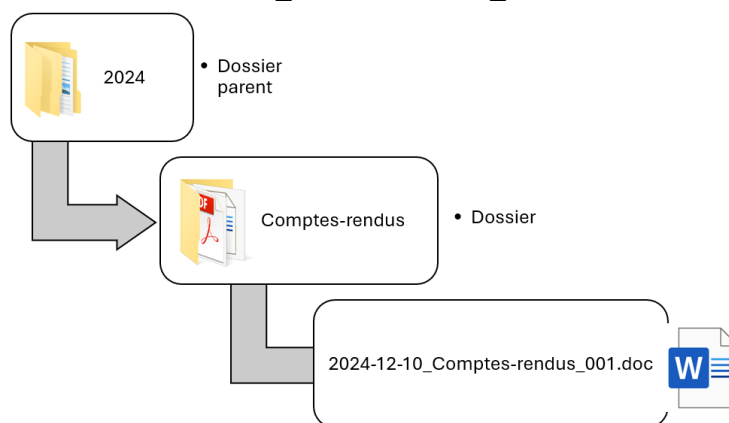 2024
• Dossier
parent
Comptes-rendus
• Dossier
2024-12-10_Comptes-rendus_001.doc
W